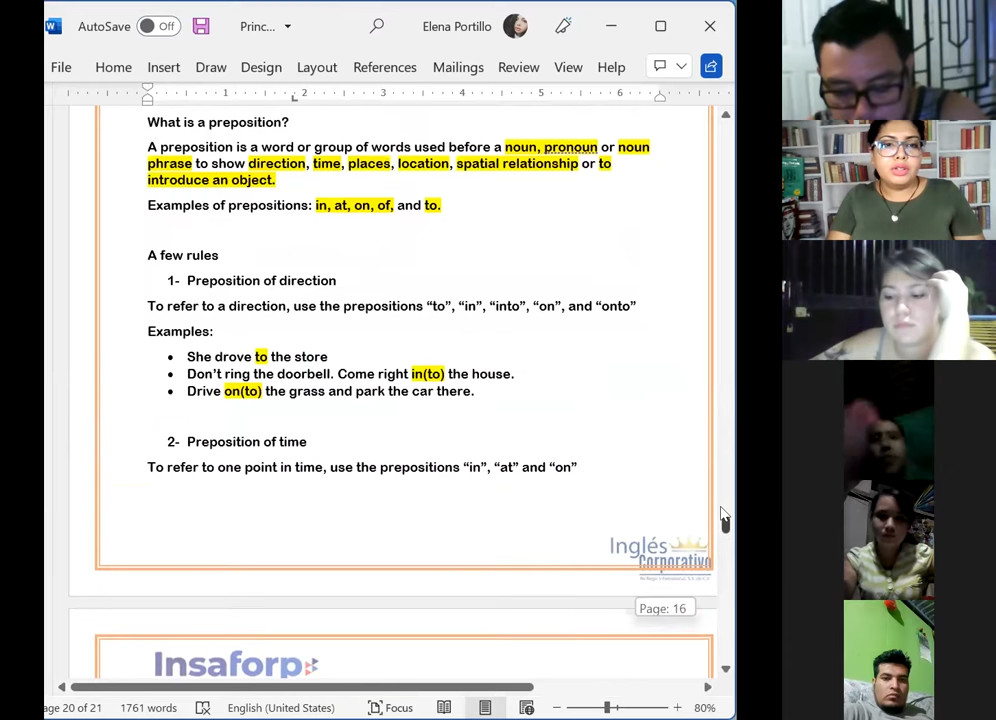 AutoSave Off Princ... Elena Portillo
File Home Insert Draw Design Layout References Mailings Review View Help
1 2 3 4 5 6
What is a preposition?
A preposition is a word or group of words used before a noun, pronoun or noun
phrase to show direction, time, places, location, spatial relationship or to
introduce an object.
Examples of prepositions: in, at, on, of, and to.
A few rules
1- Preposition of direction
To refer to a direction, use the prepositions “to”, “in”, “into”, “on”, and “onto”
Examples:
• She drove to the store
• Don’t ring the doorbell. Come right in(to) the house.
• Drive on(to) the grass and park the car there.
2- Preposition of time
To refer to one point in time, use the prepositions “in”, “at” and “on”
Inglés
Corporativo
Page: 16
Insaforp
age 20 of 21 1761 words English (United States) Focus 80%